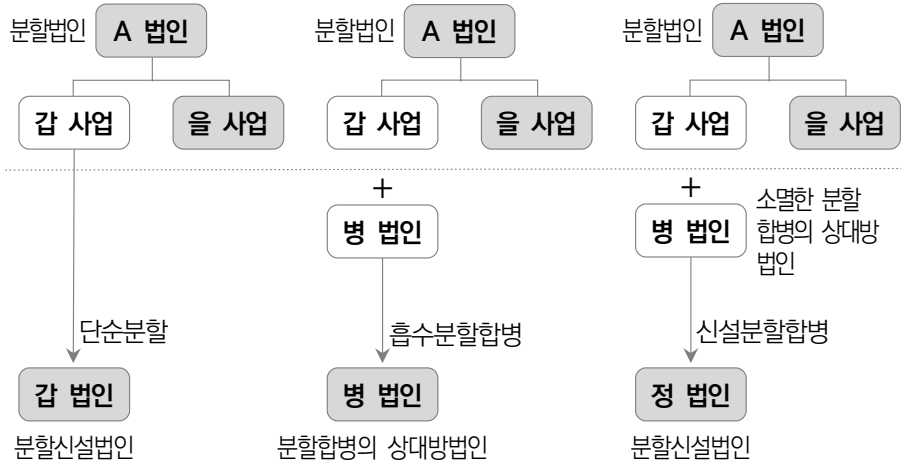 분할법인 A 법인 분할법인 A 법인 분할법인 A 법인
갑 사업 을 사업 갑 사업 을 사업 갑 사업 을 사업
+ +
병 법인 병 법인 소멸한 분할
합병의 상대방
법인
단순분할 흡수분할합병 신설분할합병
갑 법인 병 법인 정 법인
분할신설법인 분할합병의 상대방법인 분할신설법인